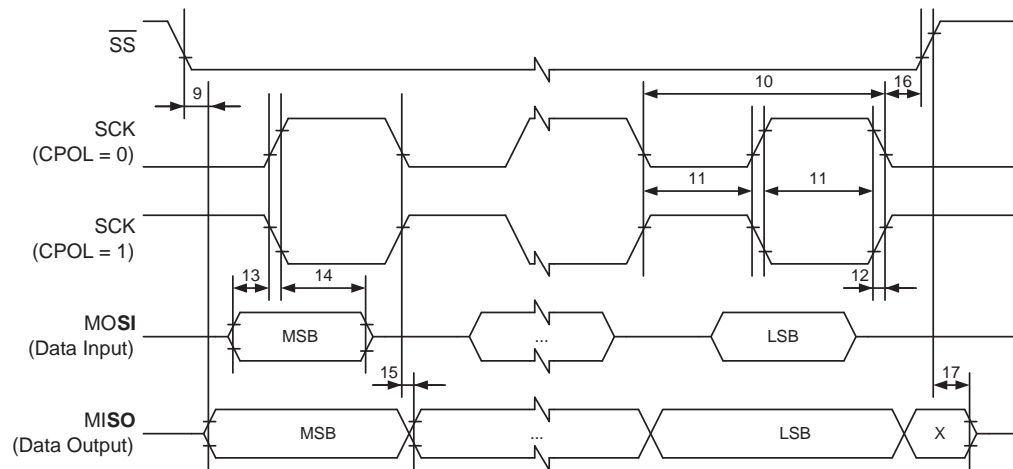 SS
10
9
16
SCK
(CPOL = 0)
11
11
SCK
(CPOL = 1)
13
14
12
MOSI
(Data Input)
MSB
...
LSB
15
17
MISO
(Data Output)
MSB
...
LSB
X